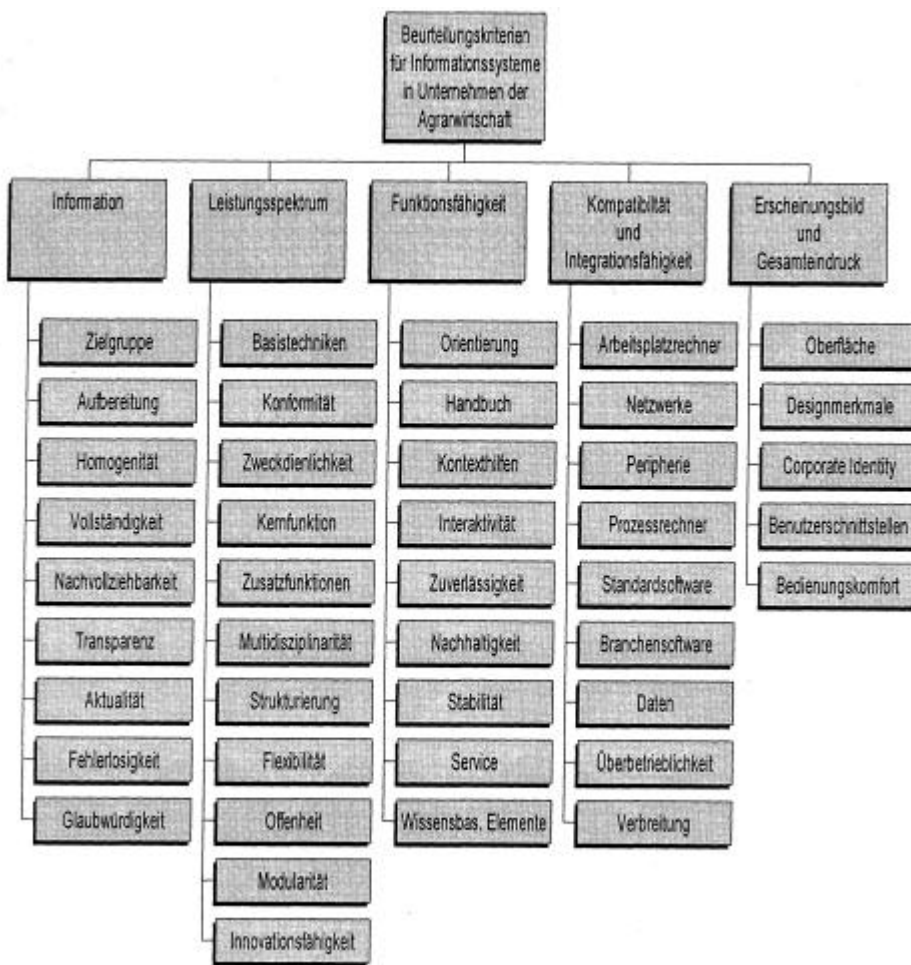 Beurteilungskriterien
für Informationssysteme
in Unternehmen der
Agrarwirtschaft
Information
Zielgruppe
Aufbereitung
Homogenität
Vollständigkeit
Nachvollziehbarkeit
Transparenz
Aktualität
Fehlerlosigkeit
Glaubwürdigkeit
Leistungsspektrum
Basistechniken
Konformität
Zweckdienlichkeit
Kernfunktion
Zusatzfunktionen
Multidisziplinarität
Strukturierung
Flexibilität
Offenheit
Modularität
Innovationsfähigkeit
Funktionsfähigkeit
Orientierung
Handbuch
Kontexthilfen
Interaktivität
Zuverlässigkeit
Nachhaltigkeit
Stabilität
Service
Wissensbas. Elemente
Kompatibiltät
und
Integrationsfähigkeit
Arbeitsplatzrechner
Netzwerke
Peripherie
Prozessrechner
Standardsoftware
Branchensoftware
Daten
Überbetrieblichkeit
Verbreitung
Erscheinungsbild
und
Gesamteindruck
Oberfläche
Designmerkmale
Corporate Identity
Benutzerschnittstellen
Bedienungskomfort